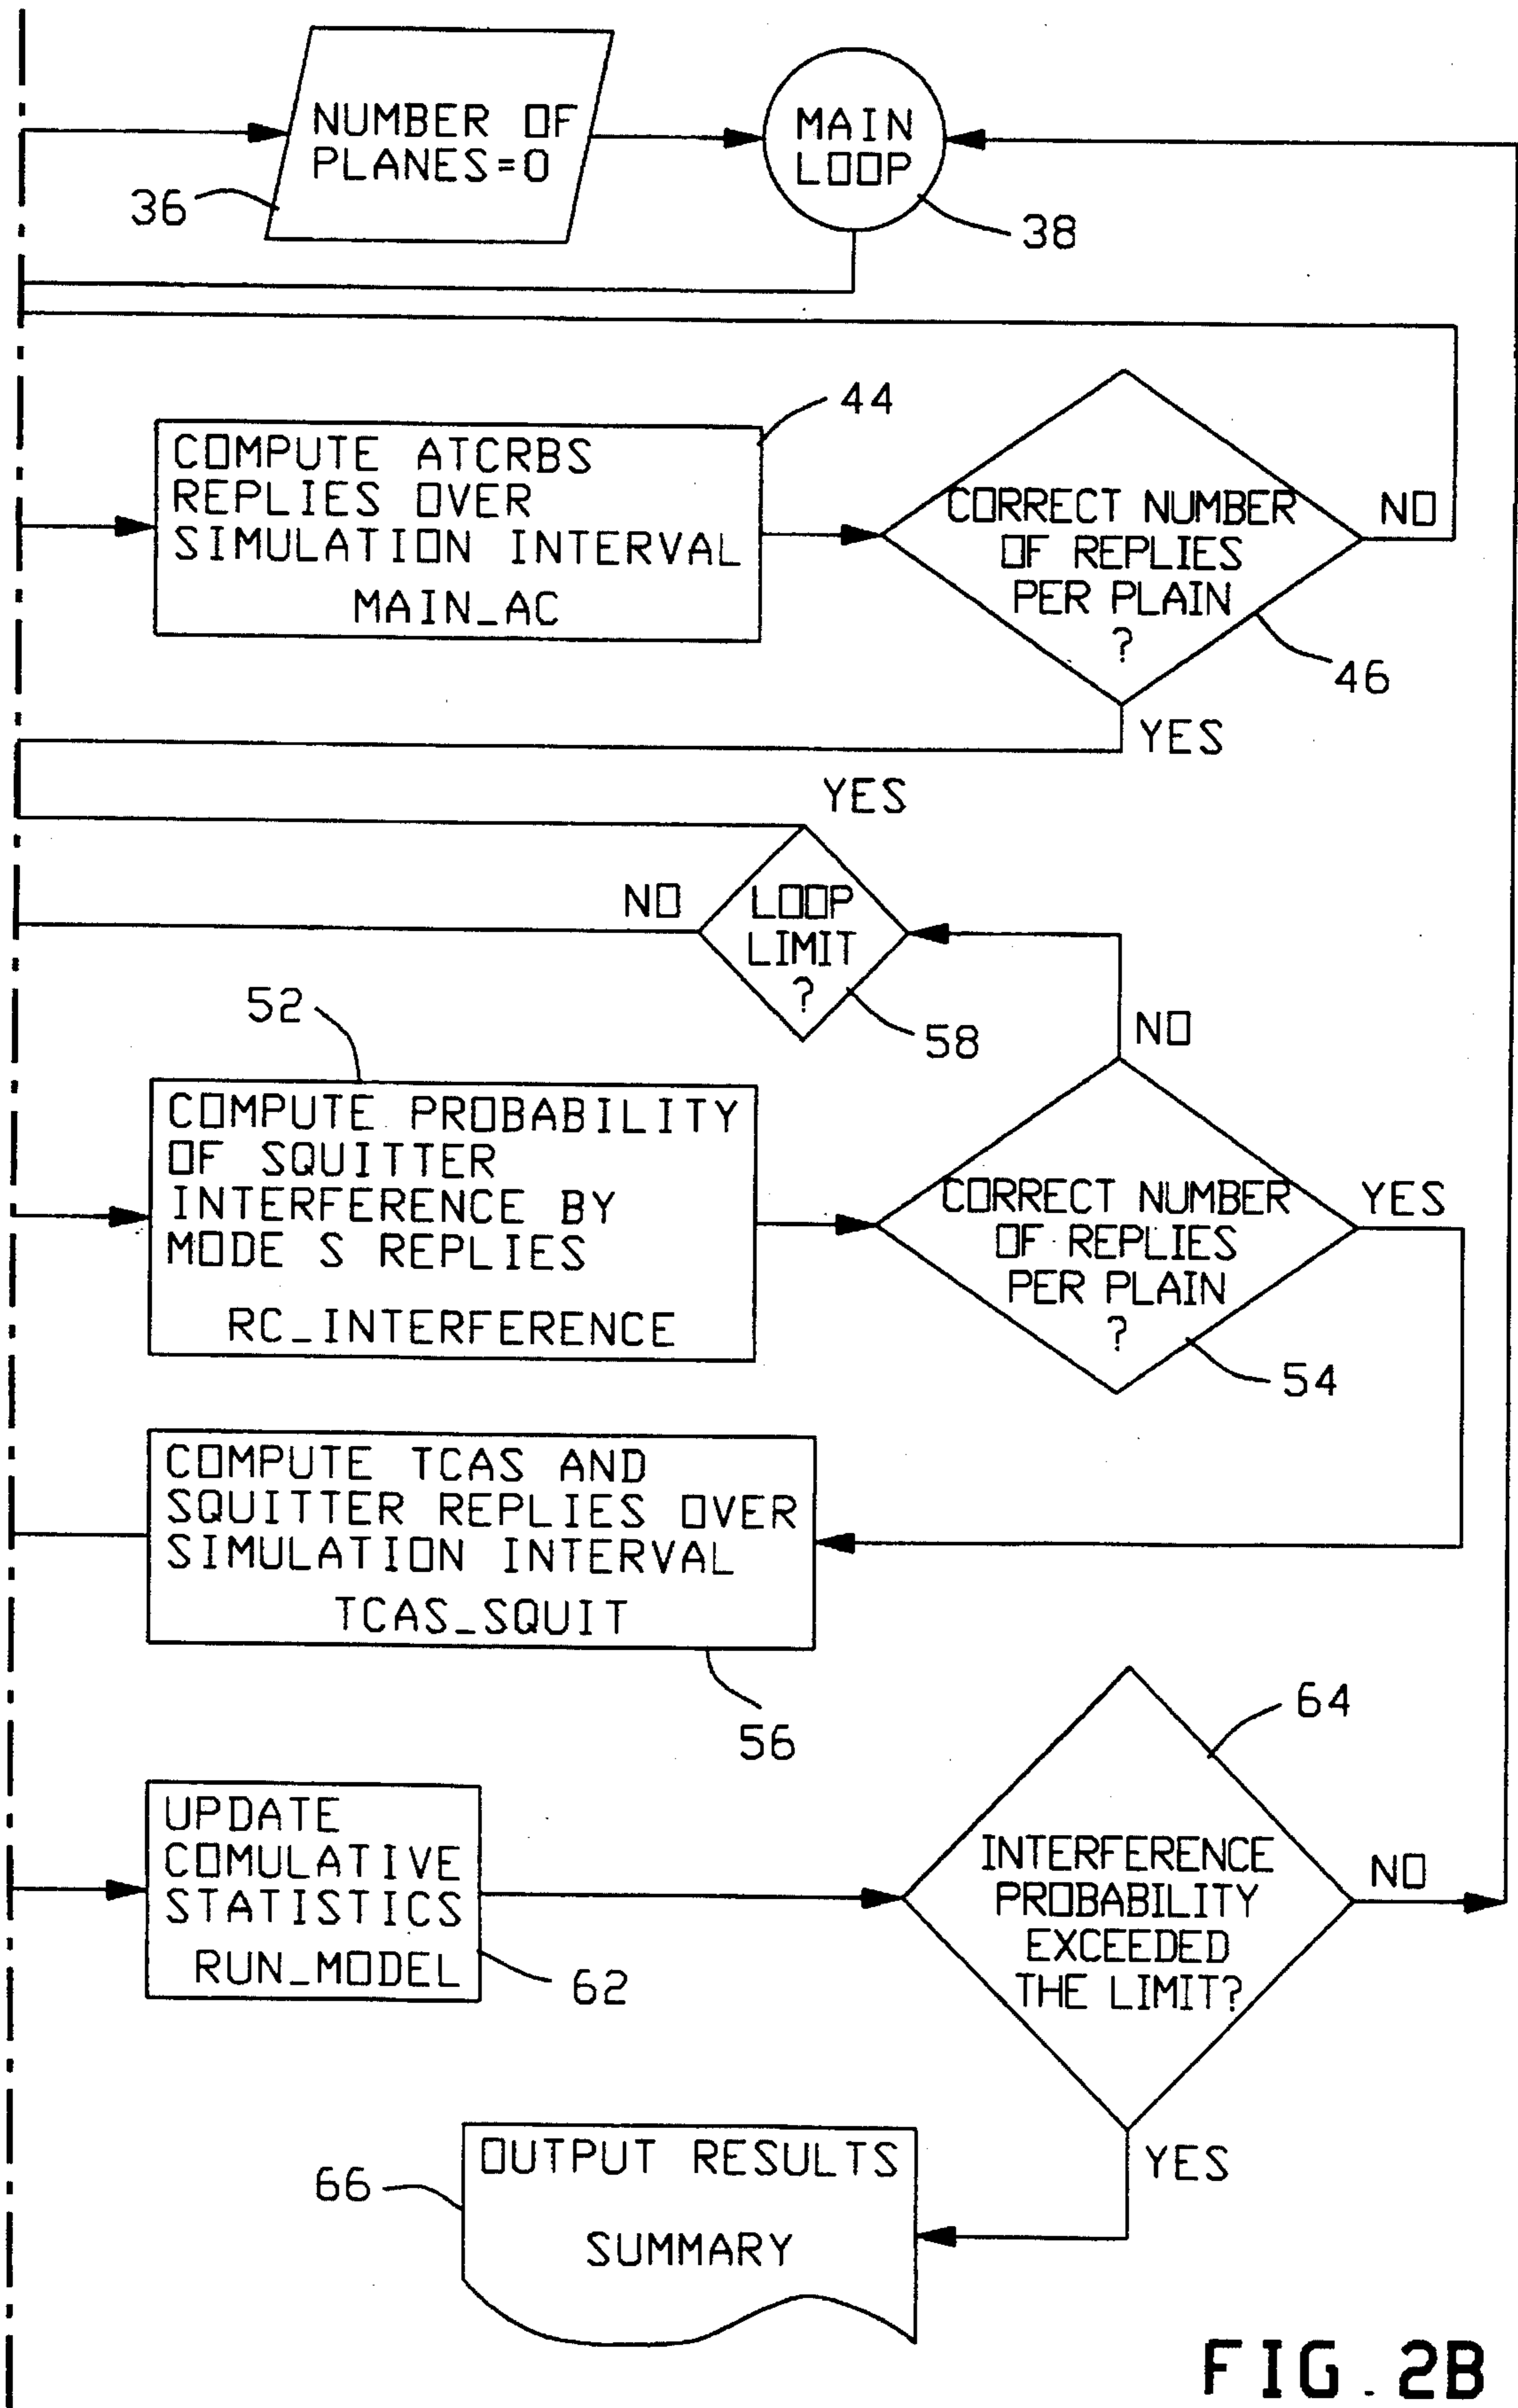 NUMBER OF
PLANES=0
36
MAIN
LOOP
38
44
COMPUTE ATCRBS
REPLIES OVER
SIMULATION INTERVAL
MAIN_AC
CORRECT NUMBER
OF REPLIES
PER PLAIN
?
NO
46
YES
YES
NO
LOOP
LIMIT
?
58
NO
52
COMPUTE PROBABILITY
OF SQUITTER
INTERFERENCE BY
MODE S REPLIES
RC_INTERFERENCE
CORRECT NUMBER
OF REPLIES
PER PLAIN
?
YES
54
COMPUTE TCAS AND
SQUITTER REPLIES OVER
SIMULATION INTERVAL
TCAS_SQUIT
56
64
UPDATE
COMULATIVE
STATISTICS
RUN_MODEL
62
INTERFERENCE
PROBABILITY
EXCEEDED
THE LIMIT?
NO
YES
66
OUTPUT RESULTS
SUMMARY
FIG. 2B